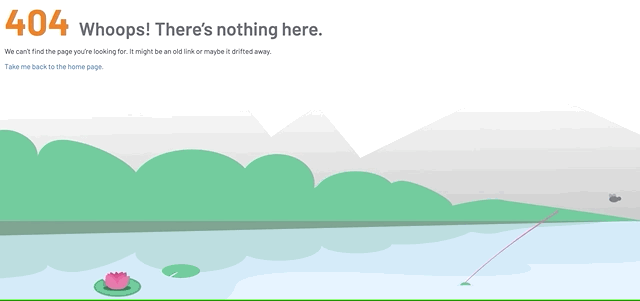 404 Whoops! There’s nothing here.
We can't find the page you're looking for. It might be an old link or maybe it drifted away.
Take me back to the home page.